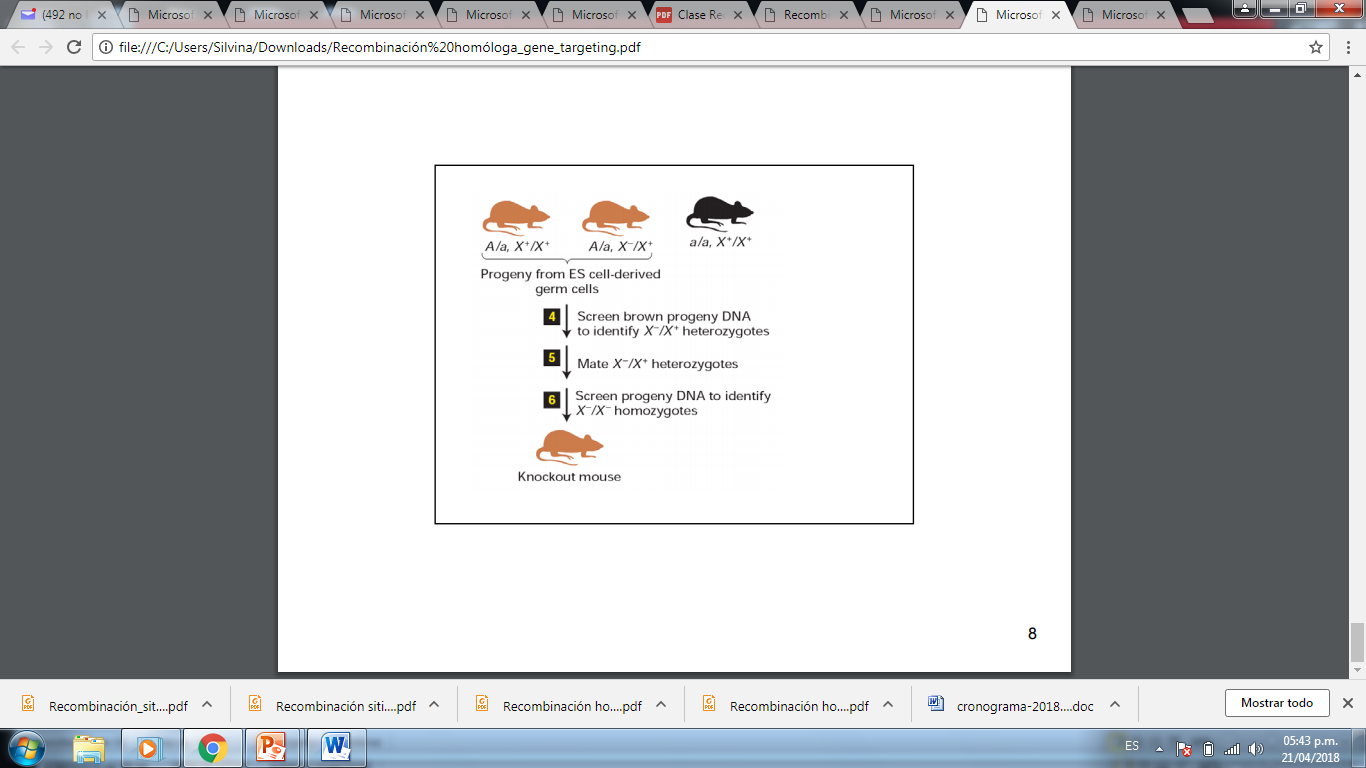 (492 no l
Microsof
Microsof
Microsof
Microsof
Microsof
PDF Clase Re
Recomb
Microsof
Microsof
Microsof
file:///C:/Users/Silvina/Downloads/Recombinación%20homóloga_gene_targeting.pdf
A/a, X⁺/X⁺
A/a, X⁻/X⁺
a/a, X⁺/X⁺
Progeny from ES cell-derived
germ cells
4 Screen brown progeny DNA
to identify X⁻/X⁺ heterozygotes
5 Mate X⁻/X⁺ heterozygotes
6 Screen progeny DNA to identify
X⁻/X⁻ homozygotes
Knockout mouse
8
Recombinación_sit....pdf
Recombinación siti....pdf
Recombinación ho....pdf
Recombinación ho....pdf
cronograma-2018....doc
Mostrar todo
ES
05:43 p.m.
21/04/2018